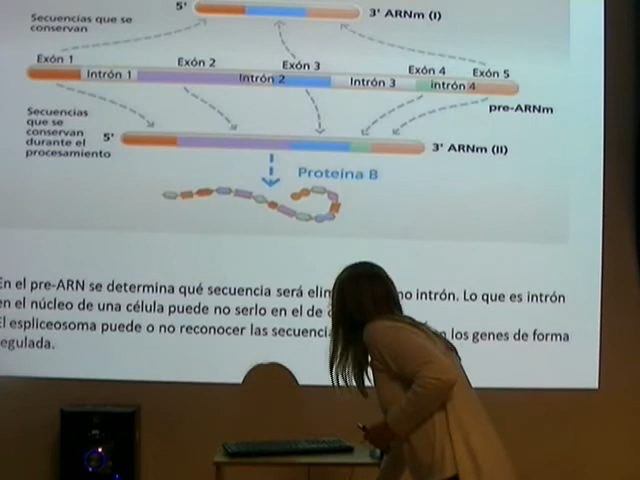 Secuencias que se
conservan
5'
3' ARNm (I)
Exón 1
Exón 2
Exón 3
Exón 4
Exón 5
Intrón 1
Intrón 2
Intrón 3
intrón 4
pre-ARNm
Secuencias
que se
conservan
durante el
procesamiento
5'
3' ARNm (II)
Proteína B
En el pre-ARN se determina qué secuencia será no intrón. Lo que es intrón
en el núcleo de una célula puede no serlo en el de
El espliceosoma puede o no reconocer las los genes de forma
regulada.